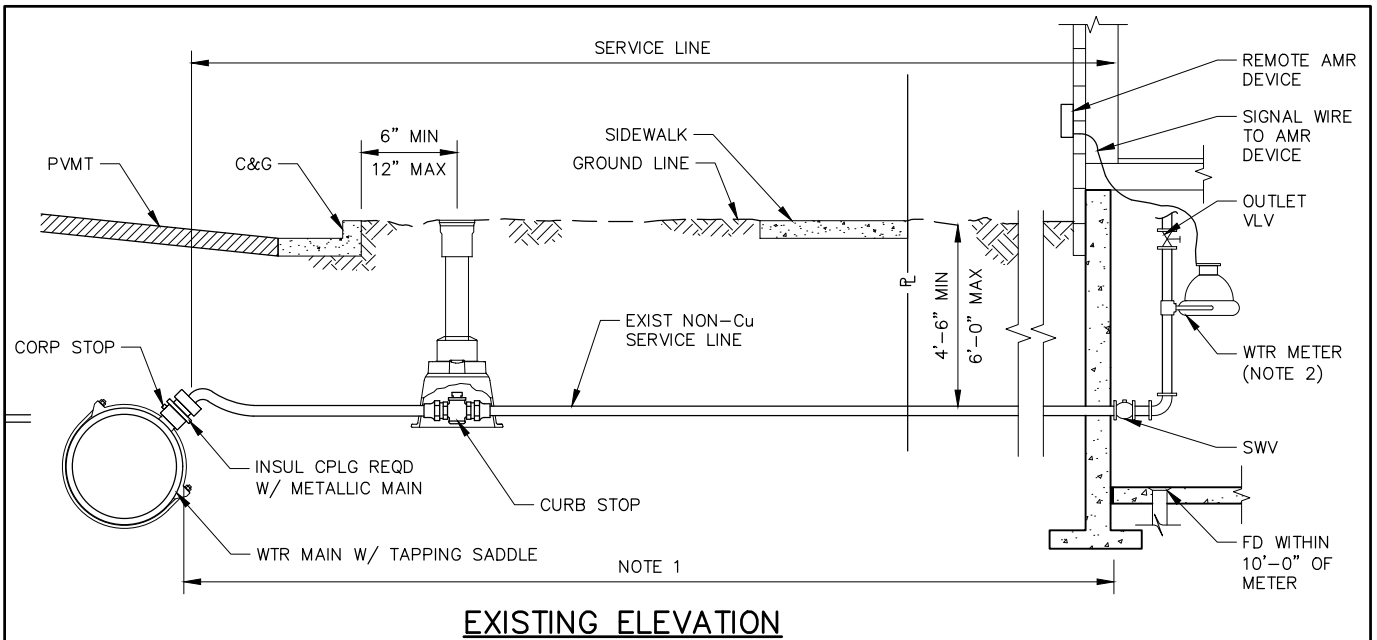 SERVICE LINE
REMOTE AMR
DEVICE
SIGNAL WIRE
TO AMR
DEVICE
6" MIN
12" MAX
SIDEWALK
GROUND LINE
PVMT
C&G
OUTLET
VLV
4'-6" MIN
6'-0" MAX
PL
EXIST NON-Cu
SERVICE LINE
CORP STOP
WTR METER
(NOTE 2)
INSUL CPLG REQD
W/ METALLIC MAIN
SWV
CURB STOP
WTR MAIN W/ TAPPING SADDLE
FD WITHIN
10'-0" OF
METER
NOTE 1
EXISTING ELEVATION